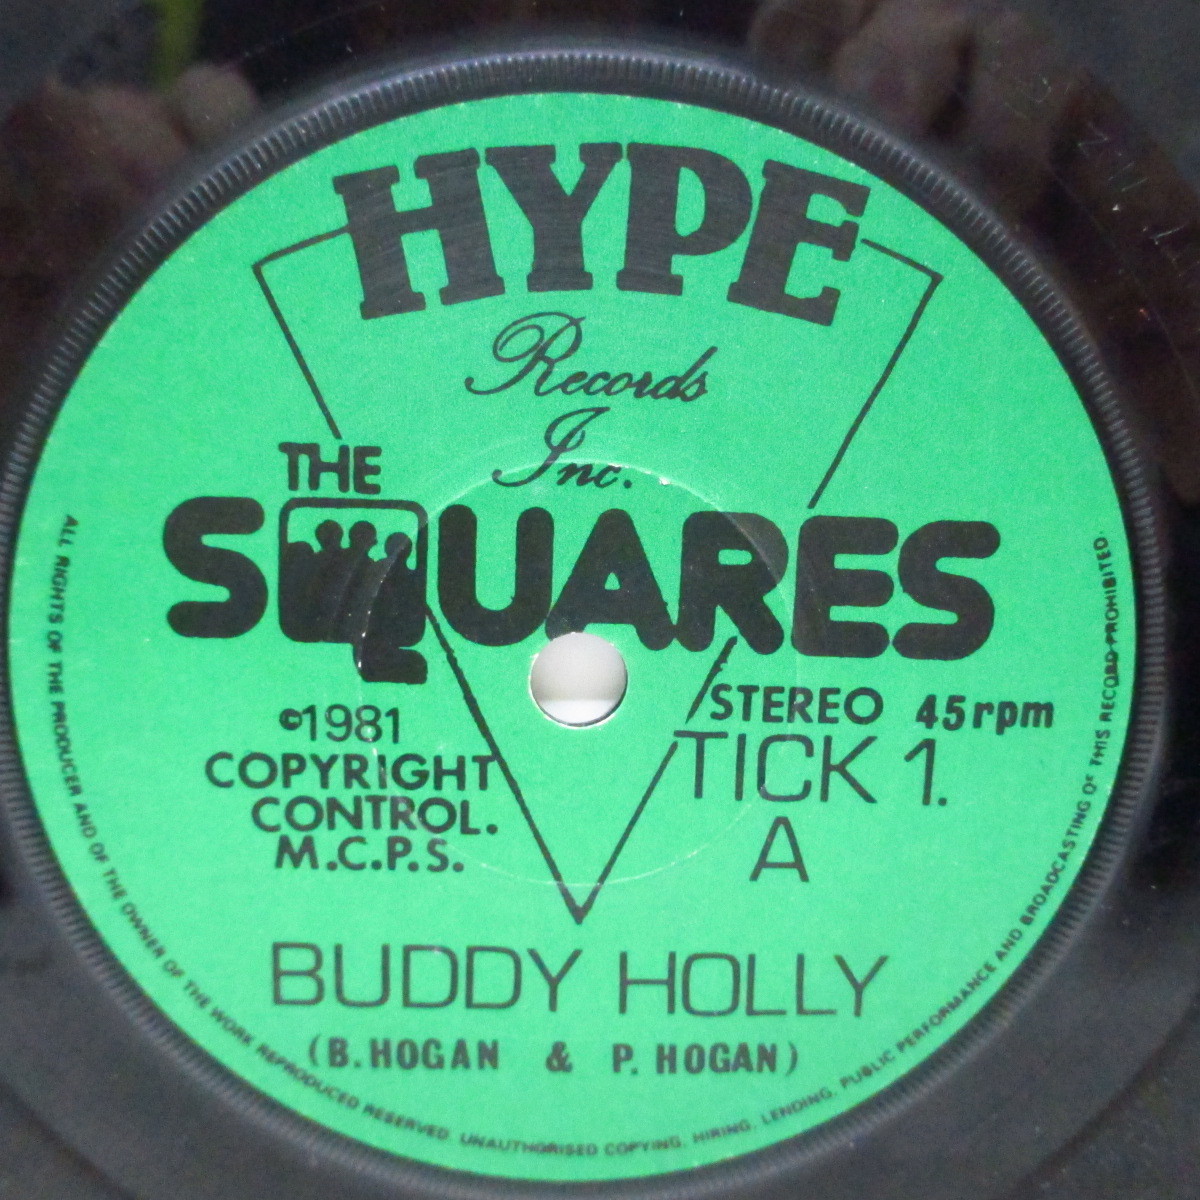 HYPE
Records
Inc.
THE
SQUARES
©1981
COPYRIGHT
CONTROL.
M.C.P.S.
STEREO 45rpm
TICK 1.
A
BUDDY HOLLY
(B. HOGAN & P. HOGAN)
ALL RIGHTS OF THE PRODUCER AND OF THE OWNER OF THE WORK REPRODUCED RESERVED. UNAUTHORISED COPYING, HIRING, LENDING, PUBLIC PERFORMANCE AND BROADCASTING OF THIS RECORD PROHIBITED.